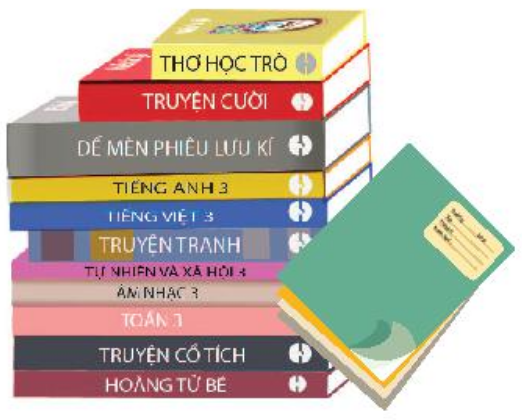 THƠ HỌC TRÒ
TRUYỆN CƯỜI
DẾ MÈN PHIÊU LƯU KÍ
TIẾNG ANH 3
TIẾNG VIỆT 3
TRUYỆN TRANH
TỰ NHIÊN VÀ XÃ HỘI 3
ÂM NHẠC 3
TOÁN 3
TRUYỆN CỔ TÍCH
HOÀNG TỬ BÉ